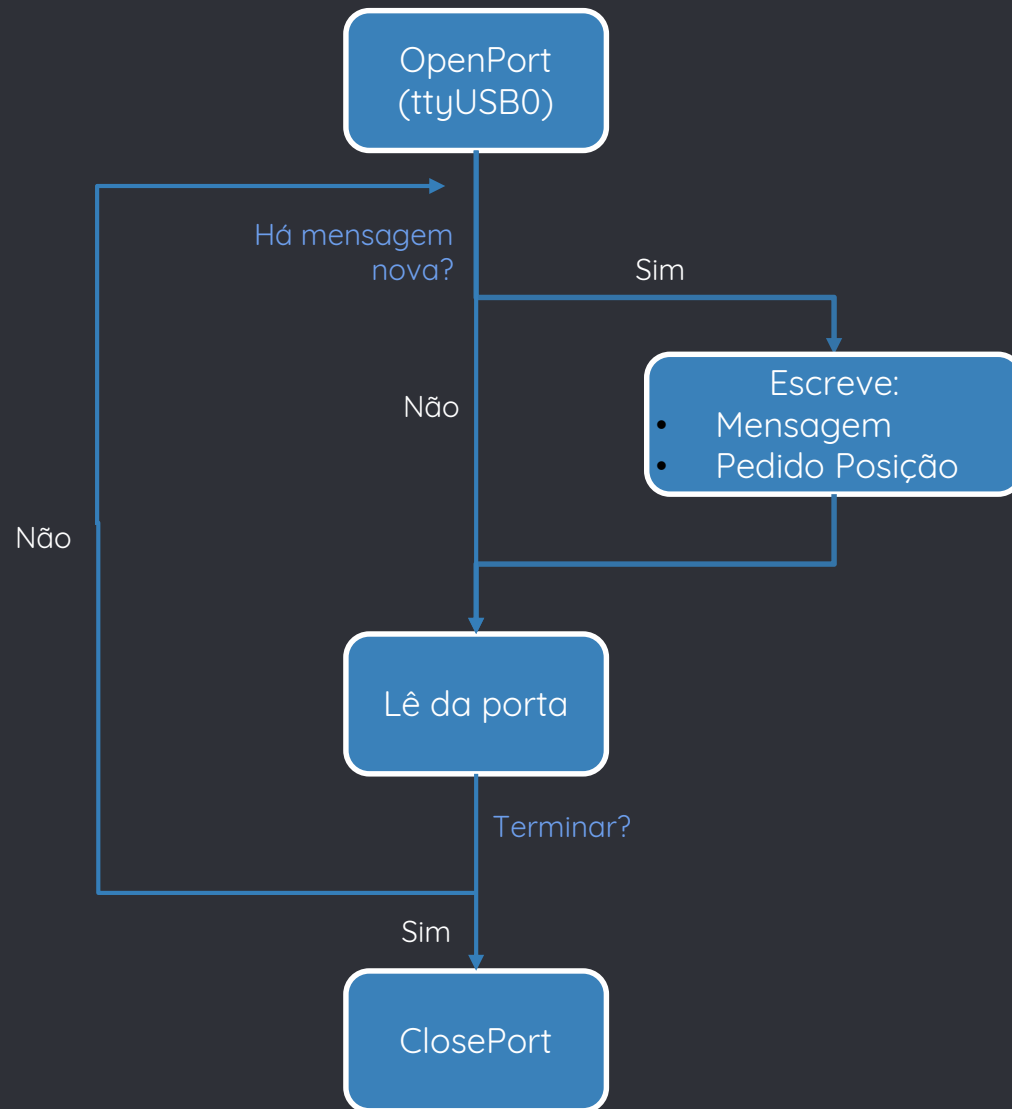 OpenPort
(ttyUSB0)
Há mensagem
nova?
Sim
Escreve:
• Mensagem
• Pedido Posição
Não
Não
Lê da porta
Terminar?
Sim
ClosePort